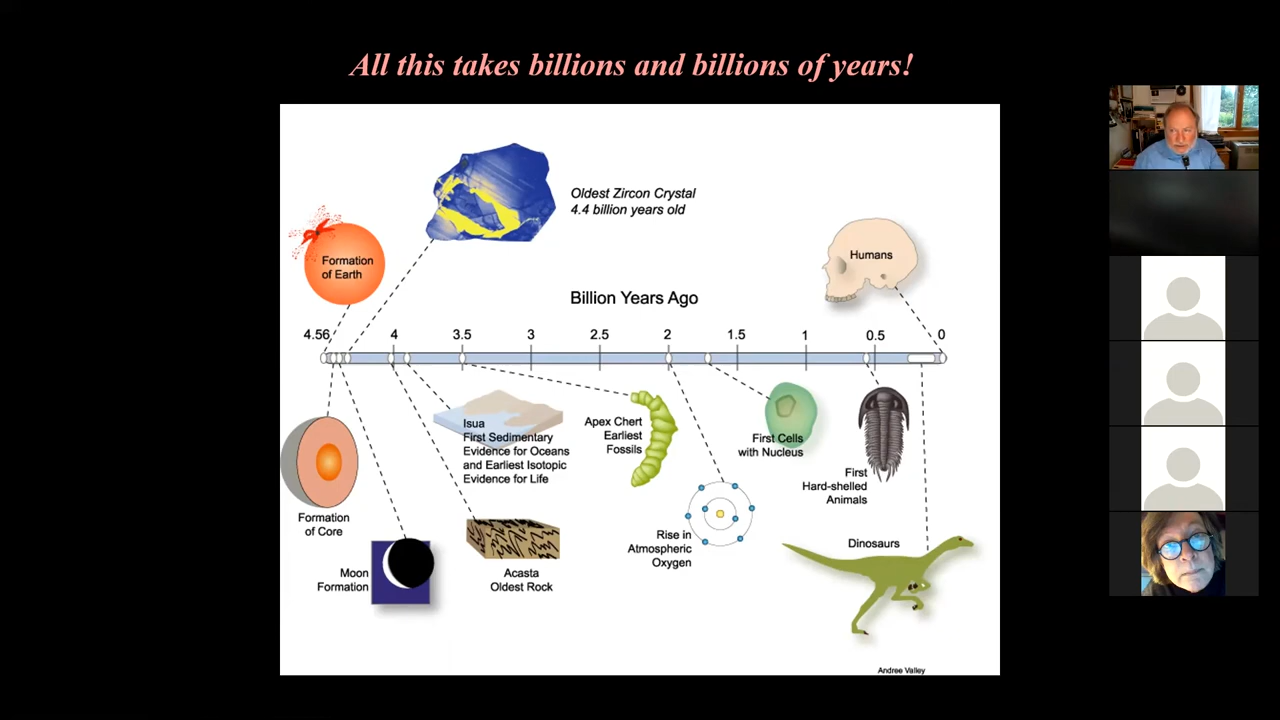 All this takes billions and billions of years!
Oldest Zircon Crystal
4.4 billion years old
Formation
of Earth
Humans
Billion Years Ago
4.56 4 3.5 3 2.5 2 1.5 1 0.5 0
Isua
First Sedimentary
Evidence for Oceans
and Earliest Isotopic
Evidence for Life
Apex Chert
Earliest
Fossils
First Cells
with Nucleus
First
Hard-shelled
Animals
Formation
of Core
Rise in
Atmospheric
Oxygen
Dinosaurs
Moon
Formation
Acasta
Oldest Rock
Andree Valley